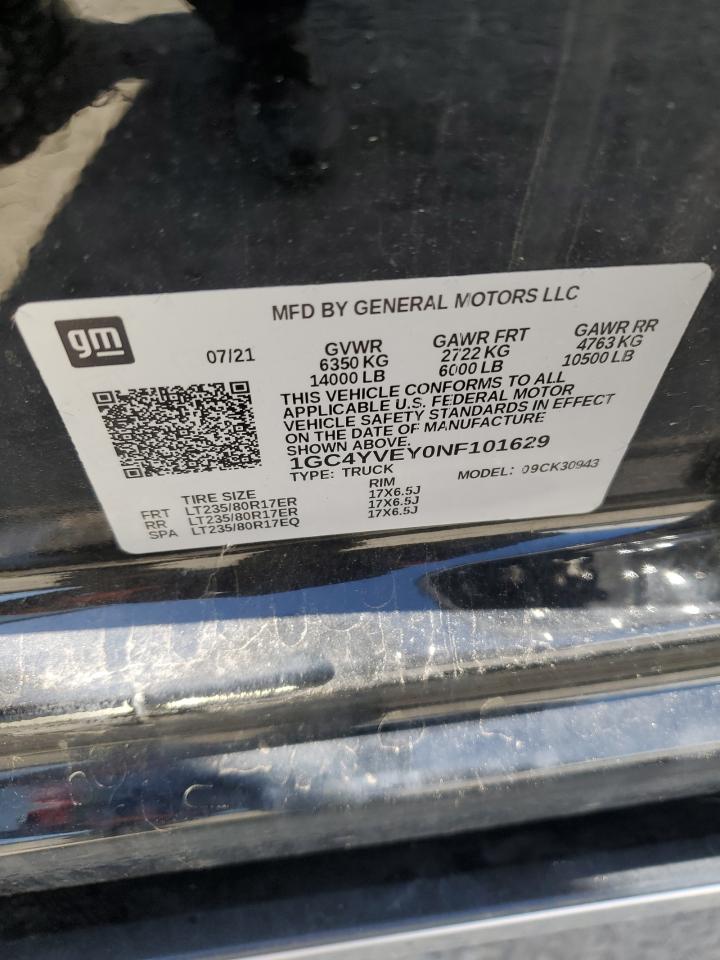 MFD BY GENERAL MOTORS LLC
gm
07/21
GVWR
6350 KG
14000 LB
GAWR FRT
2722 KG
6000 LB
GAWR RR
4763 KG
10500 LB
THIS VEHICLE CONFORMS TO ALL
APPLICABLE U.S. FEDERAL MOTOR
VEHICLE SAFETY STANDARDS IN EFFECT
ON THE DATE OF MANUFACTURE
SHOWN ABOVE.
1GC4YVEY0NF101629
TYPE: TRUCK
MODEL: 09CK30943
TIRE SIZE RIM
FRT LT235/80R17ER 17X6.5J
RR LT235/80R17ER 17X6.5J
SPA LT235/80R17EQ 17X6.5J